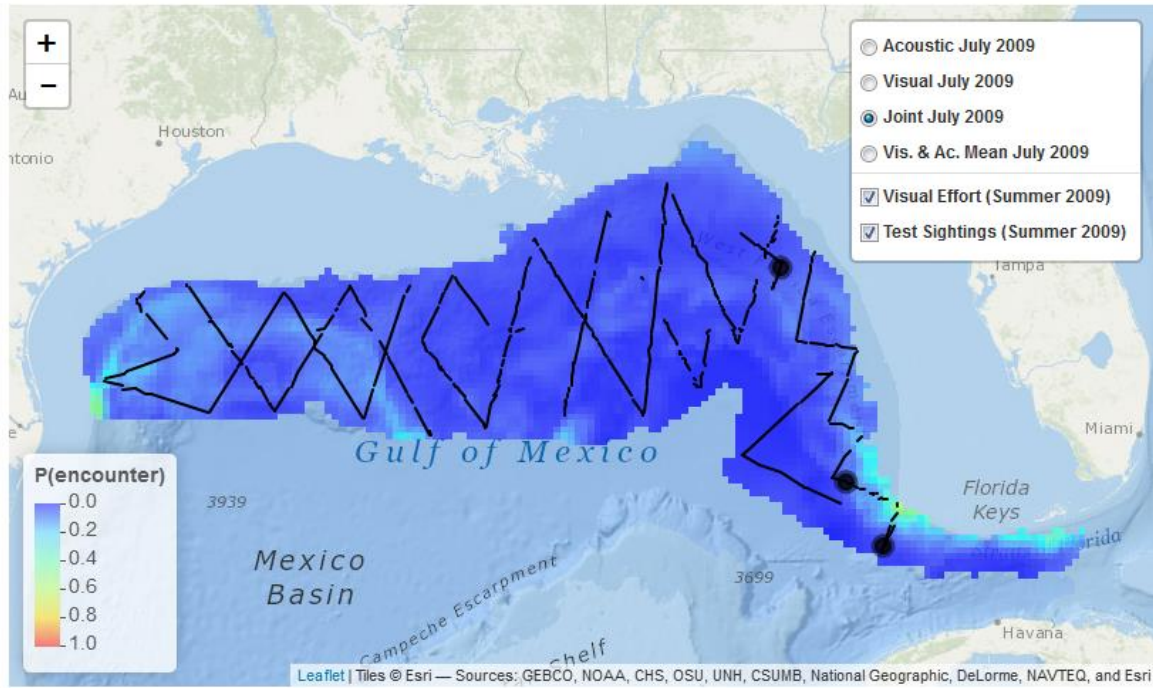 +
−
Au
Houston
ntonio
Acoustic July 2009
Visual July 2009
Joint July 2009
Vis. & Ac. Mean July 2009
Visual Effort (Summer 2009)
Test Sightings (Summer 2009)
West
Tampa
Miami
Gulf of Mexico
P(encounter)
0.0
0.2
0.4
0.6
0.8
1.0
3939
Florida
Keys
Mexico
Basin
3699
Campeche Escarpment
Havana
Shelf
Leaflet | Tiles © Esri — Sources: GEBCO, NOAA, CHS, OSU, UNH, CSUMB, National Geographic, DeLorme, NAVTEQ, and Esri